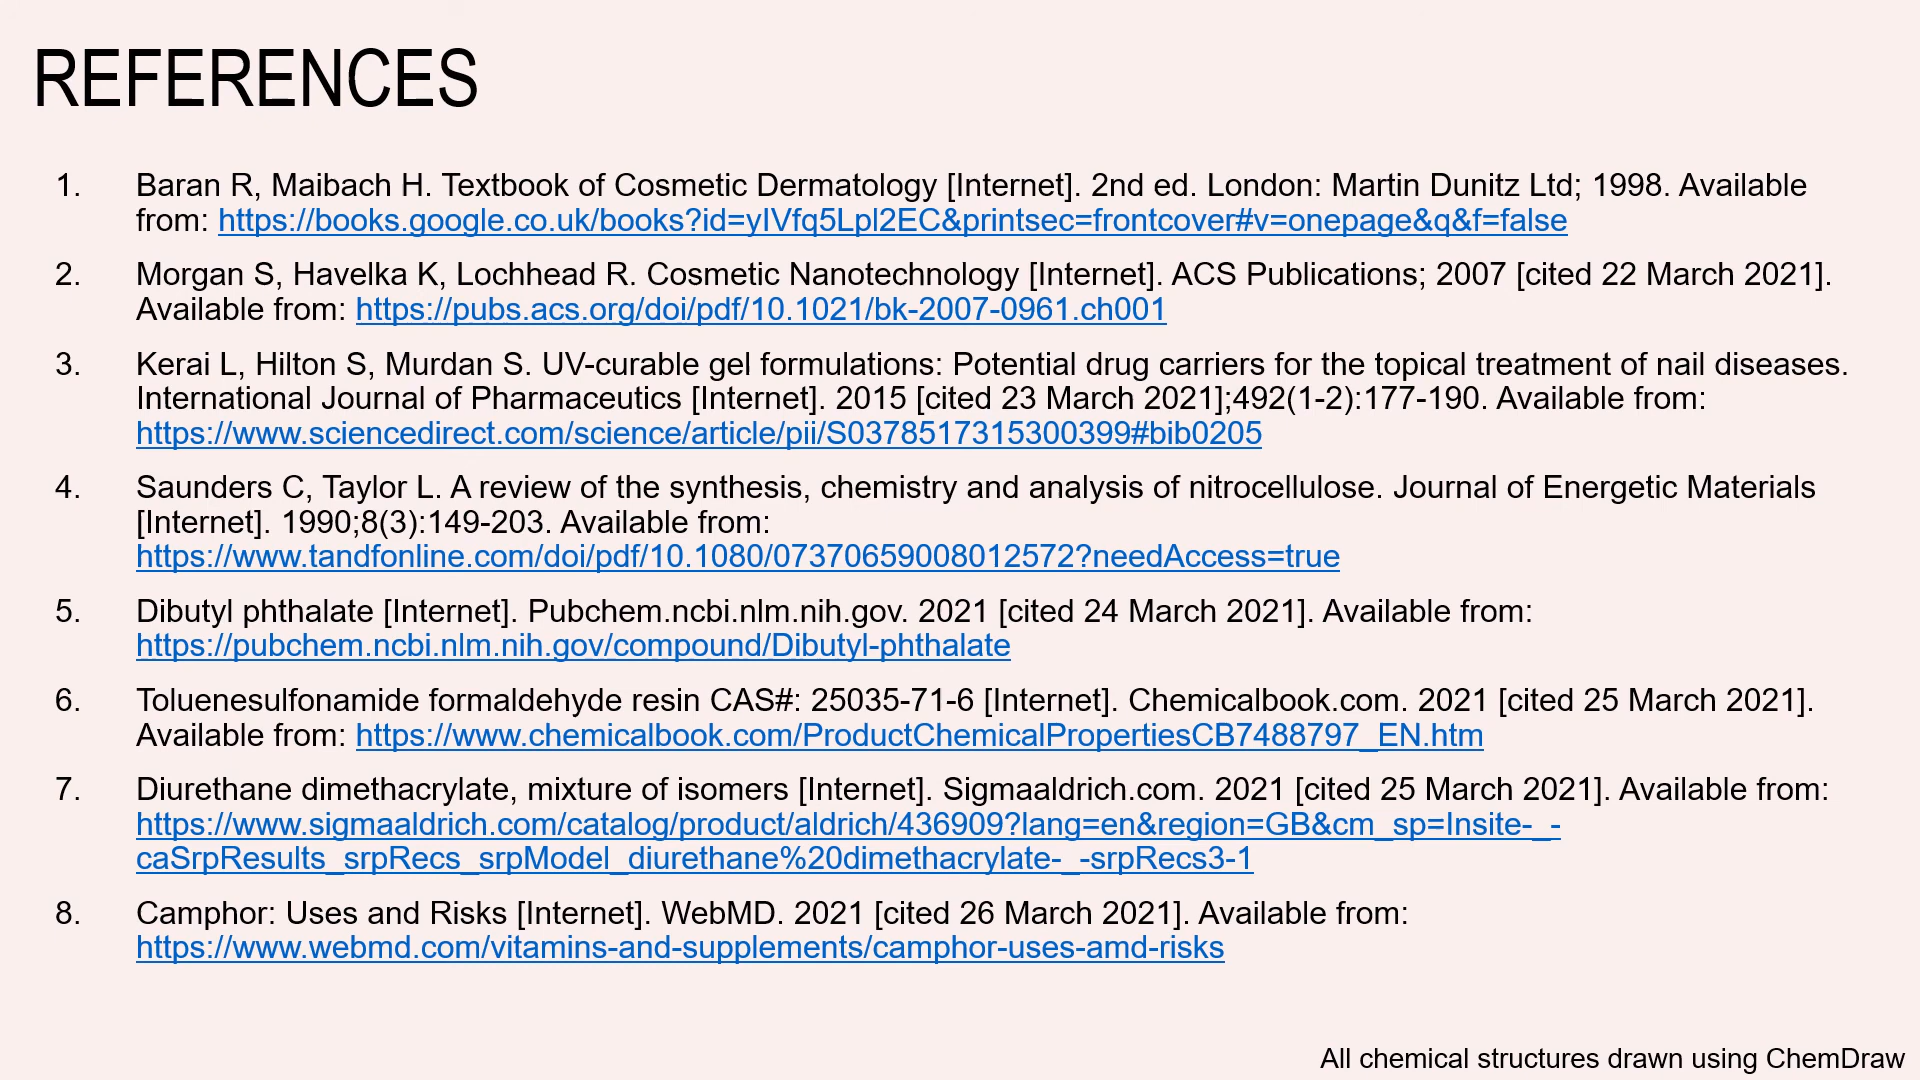 REFERENCES
1. Baran R, Maibach H. Textbook of Cosmetic Dermatology [Internet]. 2nd ed. London: Martin Dunitz Ltd; 1998. Available
from: https://books.google.co.uk/books?id=yIVfq5Lpl2EC&printsec=frontcover#v=onepage&q&f=false
2. Morgan S, Havelka K, Lochhead R. Cosmetic Nanotechnology [Internet]. ACS Publications; 2007 [cited 22 March 2021].
Available from: https://pubs.acs.org/doi/pdf/10.1021/bk-2007-0961.ch001
3. Kerai L, Hilton S, Murdan S. UV-curable gel formulations: Potential drug carriers for the topical treatment of nail diseases.
International Journal of Pharmaceutics [Internet]. 2015 [cited 23 March 2021];492(1-2):177-190. Available from:
https://www.sciencedirect.com/science/article/pii/S0378517315300399#bib0205
4. Saunders C, Taylor L. A review of the synthesis, chemistry and analysis of nitrocellulose. Journal of Energetic Materials
[Internet]. 1990;8(3):149-203. Available from:
https://www.tandfonline.com/doi/pdf/10.1080/07370659008012572?needAccess=true
5. Dibutyl phthalate [Internet]. Pubchem.ncbi.nlm.nih.gov. 2021 [cited 24 March 2021]. Available from:
https://pubchem.ncbi.nlm.nih.gov/compound/Dibutyl-phthalate
6. Toluenesulfonamide formaldehyde resin CAS#: 25035-71-6 [Internet]. Chemicalbook.com. 2021 [cited 25 March 2021].
Available from: https://www.chemicalbook.com/ProductChemicalPropertiesCB7488797_EN.htm
7. Diurethane dimethacrylate, mixture of isomers [Internet]. Sigmaaldrich.com. 2021 [cited 25 March 2021]. Available from:
https://www.sigmaaldrich.com/catalog/product/aldrich/436909?lang=en&region=GB&cm_sp=Insite-_-
caSrpResults_srpRecs_srpModel_diurethane%20dimethacrylate-_-srpRecs3-1
8. Camphor: Uses and Risks [Internet]. WebMD. 2021 [cited 26 March 2021]. Available from:
https://www.webmd.com/vitamins-and-supplements/camphor-uses-amd-risks
All chemical structures drawn using ChemDraw